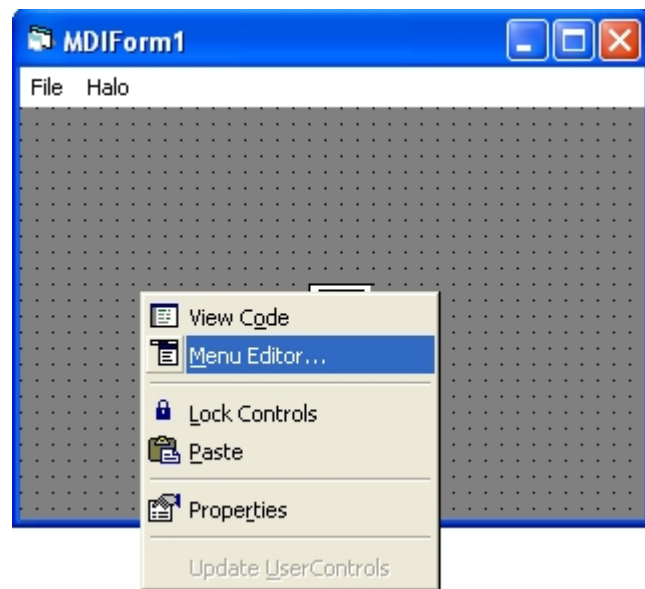 MDIForm1
File Halo
View Code
Menu Editor...
Lock Controls
Paste
Properties
Update UserControls